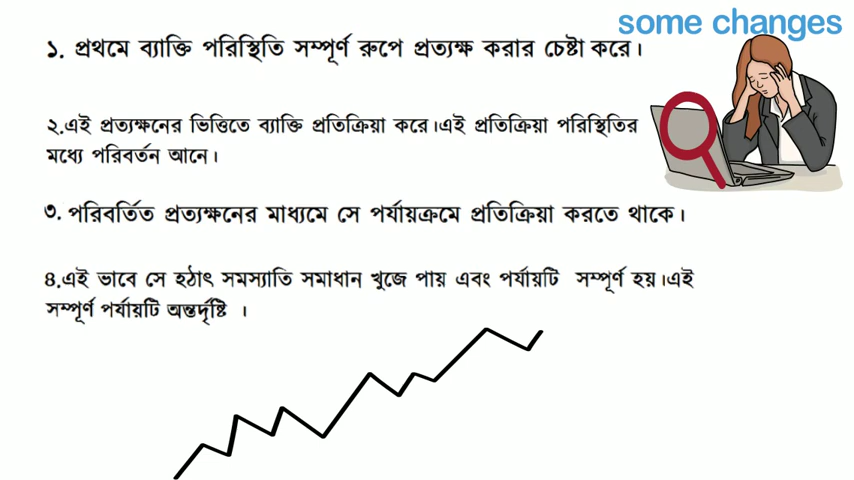 some changes
১. প্রথমে ব্যাক্তি পরিস্থিতি সম্পূর্ণ রুপে প্রত্যক্ষ করার চেষ্টা করে।
২.এই প্রত্যক্ষনের ভিত্তিতে ব্যাক্তি প্রতিক্রিয়া করে।এই প্রতিক্রিয়া পরিস্থিতির
মধ্যে পরিবর্তন আনে।
৩. পরিবর্তিত প্রত্যক্ষনের মাধ্যমে সে পর্যায়ক্রমে প্রতিক্রিয়া করতে থাকে।
৪.এই ভাবে সে হঠাৎ সমস্যাতি সমাধান খুজে পায় এবং পর্যায়টি সম্পূর্ণ হয়।এই
সম্পূর্ণ পর্যায়টি অন্তর্দৃষ্টি ।